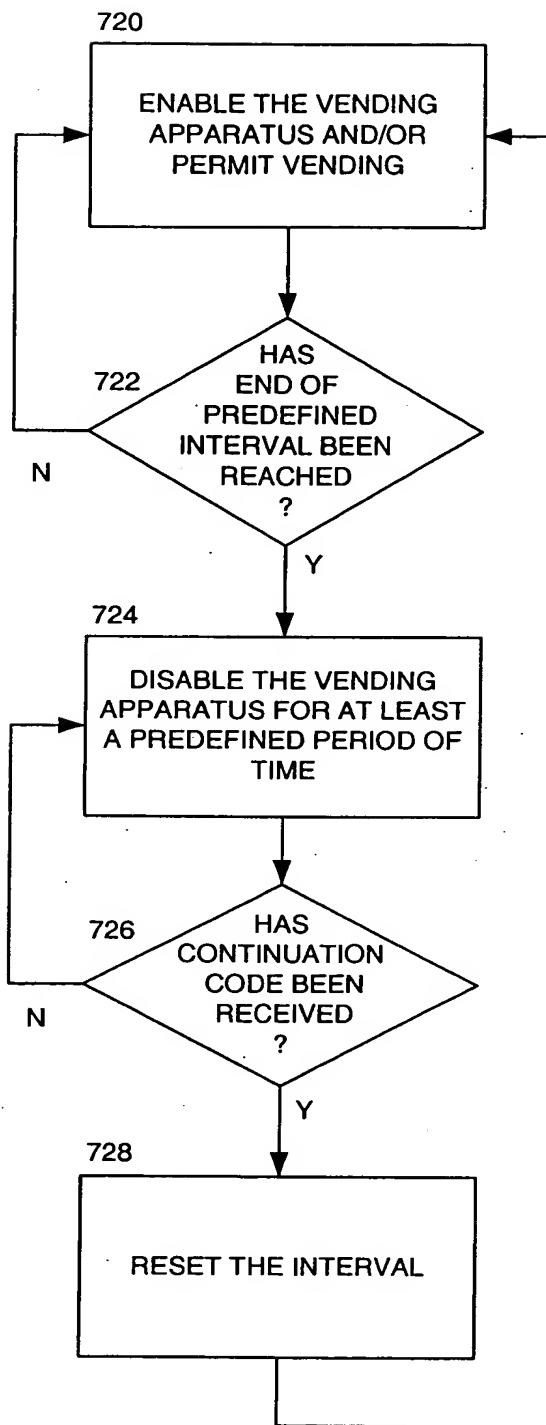 720
ENABLE THE VENDING
APPARATUS AND/OR
PERMIT VENDING
722
HAS
END OF
PREDEFINED
INTERVAL BEEN
REACHED
?
N
Y
724
DISABLE THE VENDING
APPARATUS FOR AT LEAST
A PREDEFINED PERIOD OF
TIME
726
HAS
CONTINUATION
CODE BEEN
RECEIVED
?
N
Y
728
RESET THE INTERVAL